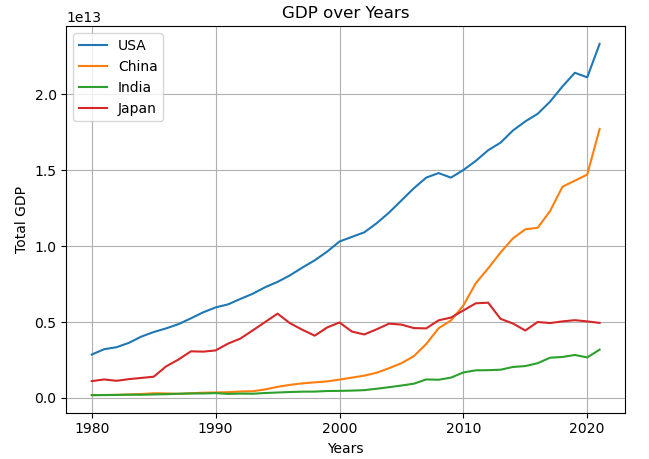 GDP over Years
1e13
USA
China
India
Japan
2.0
1.5
1.0
0.5
0.0
Total GDP
1980
1990
2000
2010
2020
Years